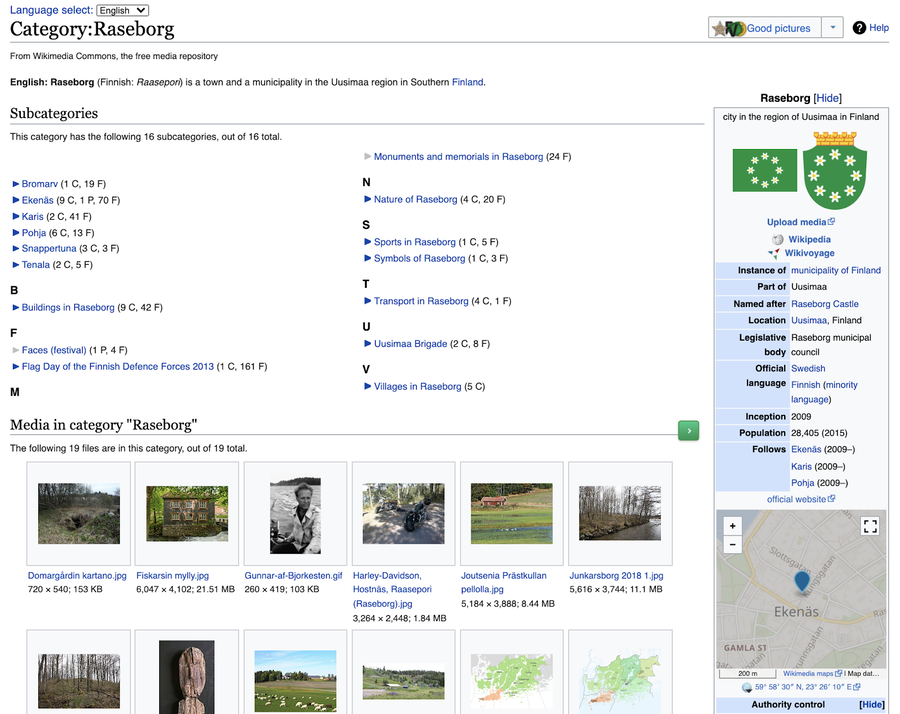 Language select: English
Category:Raseborg
Good pictures
Help
From Wikimedia Commons, the free media repository
English: Raseborg (Finnish: Raasepori) is a town and a municipality in the Uusimaa region in Southern Finland.
Subcategories
This category has the following 16 subcategories, out of 16 total.
Bromarv (1 C, 19 F)
Ekenäs (9 C, 1 P, 70 F)
Karis (2 C, 41 F)
Pohja (6 C, 13 F)
Snappertuna (3 C, 3 F)
Tenala (2 C, 5 F)
B
Buildings in Raseborg (9 C, 42 F)
F
Faces (festival) (1 P, 4 F)
Flag Day of the Finnish Defence Forces 2013 (1 C, 161 F)
M
Monuments and memorials in Raseborg (24 F)
N
Nature of Raseborg (4 C, 20 F)
S
Sports in Raseborg (1 C, 5 F)
Symbols of Raseborg (1 C, 3 F)
T
Transport in Raseborg (4 C, 1 F)
U
Uusimaa Brigade (2 C, 8 F)
V
Villages in Raseborg (5 C)
Media in category "Raseborg"
The following 19 files are in this category, out of 19 total.
Domargårdin kartano.jpg
720 × 540; 153 KB
Fiskarsin mylly.jpg
6,047 × 4,102; 21.51 MB
Gunnar-af-Bjorkesten.gif
260 × 419; 103 KB
Harley-Davidson,
Hostnäs, Raasepori
(Raseborg).jpg
3,264 × 2,448; 1.84 MB
Joutsenia Prästkullan
pellolla.jpg
5,184 × 3,888; 8.44 MB
Junkarsborg 2018 1.jpg
5,616 × 3,744; 11.1 MB
Raseborg [Hide]
city in the region of Uusimaa in Finland
Upload media
Wikipedia
Wikivoyage
Instance of municipality of Finland
Part of Uusimaa
Named after Raseborg Castle
Location Uusimaa, Finland
Legislative body Raseborg municipal
council
Official language Swedish
Finnish (minority
language)
Inception 2009
Population 28,405 (2015)
Follows Ekenäs (2009–)
Karis (2009–)
Pohja (2009–)
official website
+
−
Slottsgatan
Ekenäs
GAMLA ST
200 m
Wikimedia maps | Map dat...
59° 58′ 30″ N, 23° 26′ 10″ E
Authority control [Hide]